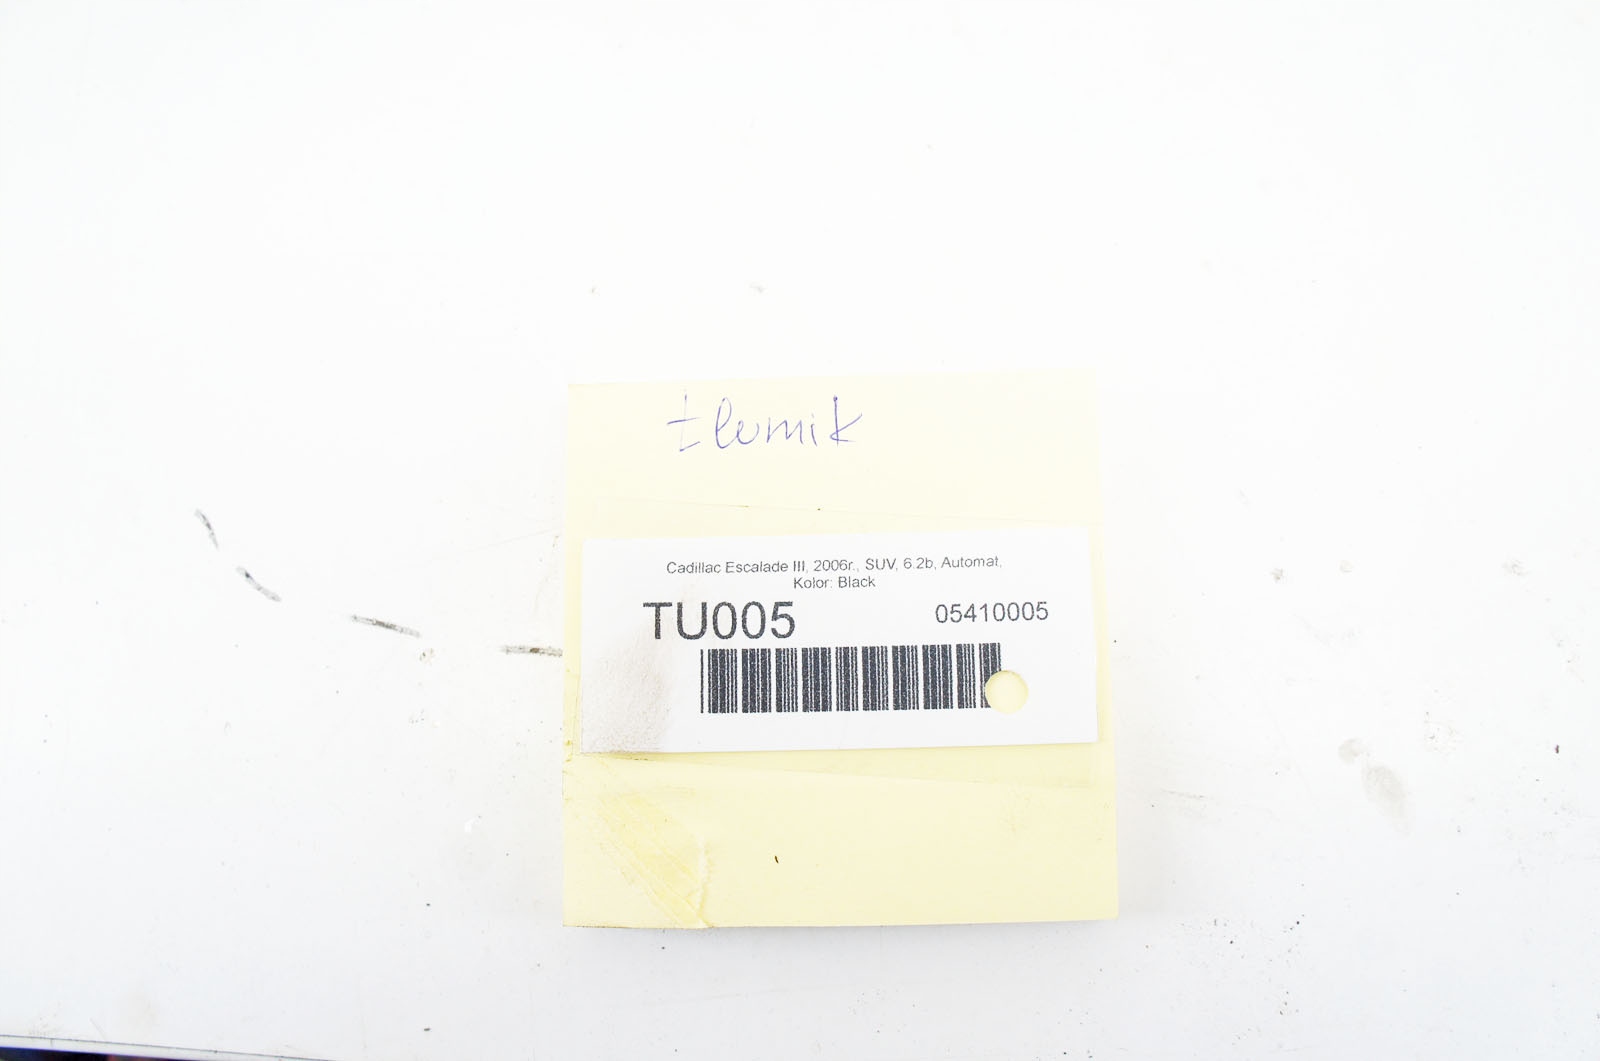 tłumik
Cadillac Escalade III, 2006r., SUV, 6.2b, Automat,
Kolor: Black
TU005 05410005